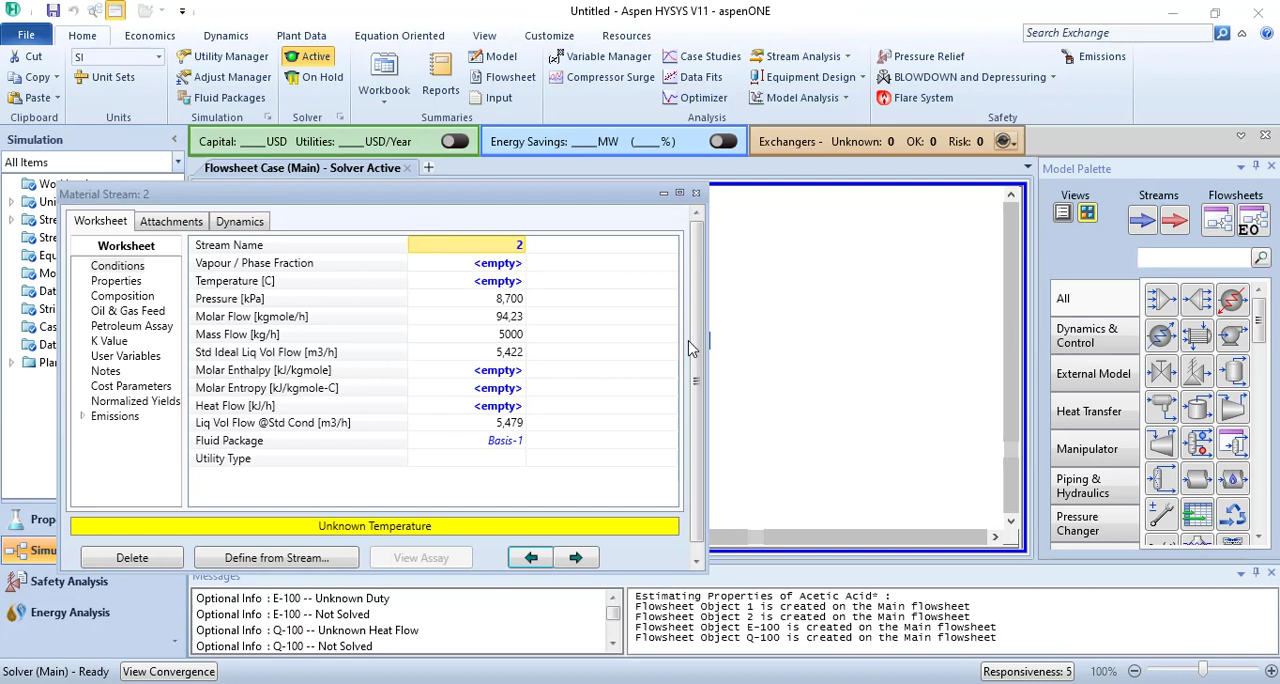 Untitled - Aspen HYSYS V11 - aspenONE
File
Home
Economics
Dynamics
Plant Data
Equation Oriented
View
Customize
Resources
Search Exchange
Cut
SI
Utility Manager
Active
Model
Variable Manager
Case Studies
Stream Analysis
Pressure Relief
Emissions
Copy
Unit Sets
Adjust Manager
On Hold
Workbook
Reports
Flowsheet
Compressor Surge
Data Fits
Equipment Design
BLOWDOWN and Depressuring
Paste
Fluid Packages
Input
Optimizer
Model Analysis
Flare System
Clipboard
Units
Simulation
Solver
Summaries
Analysis
Safety
Simulation
Capital: ____USD Utilities: ____USD/Year
Energy Savings: ____MW (____%)
Exchangers - Unknown: 0 OK: 0 Risk: 0
All Items
Flowsheet Case (Main) - Solver Active
Model Palette
Material Stream: 2
Views
Streams
Flowsheets
EO
Worksheet
Attachments
Dynamics
Worksheet
Conditions
Properties
Composition
Oil & Gas Feed
Petroleum Assay
K Value
User Variables
Notes
Cost Parameters
Normalized Yields
Emissions
Stream Name 2
Vapour / Phase Fraction <empty>
Temperature [C] <empty>
Pressure [kPa] 8,700
Molar Flow [kgmole/h] 94,23
Mass Flow [kg/h] 5000
Std Ideal Liq Vol Flow [m3/h] 5,422
Molar Enthalpy [kJ/kgmole] <empty>
Molar Entropy [kJ/kgmole-C] <empty>
Heat Flow [kJ/h] <empty>
Liq Vol Flow @Std Cond [m3/h] 5,479
Fluid Package Basis-1
Utility Type
Unknown Temperature
Delete
Define from Stream...
View Assay
All
Dynamics & Control
External Model
Heat Transfer
Manipulator
Piping & Hydraulics
Pressure Changer
Safety Analysis
Energy Analysis
Messages
Optional Info : E-100 -- Unknown Duty
Optional Info : E-100 -- Not Solved
Optional Info : Q-100 -- Unknown Heat Flow
Optional Info : Q-100 -- Not Solved
Estimating Properties of Acetic Acid* :
Flowsheet Object 1 is created on the Main flowsheet
Flowsheet Object 2 is created on the Main flowsheet
Flowsheet Object E-100 is created on the Main flowsheet
Flowsheet Object Q-100 is created on the Main flowsheet
Solver (Main) - Ready
View Convergence
Responsiveness: 5
100%